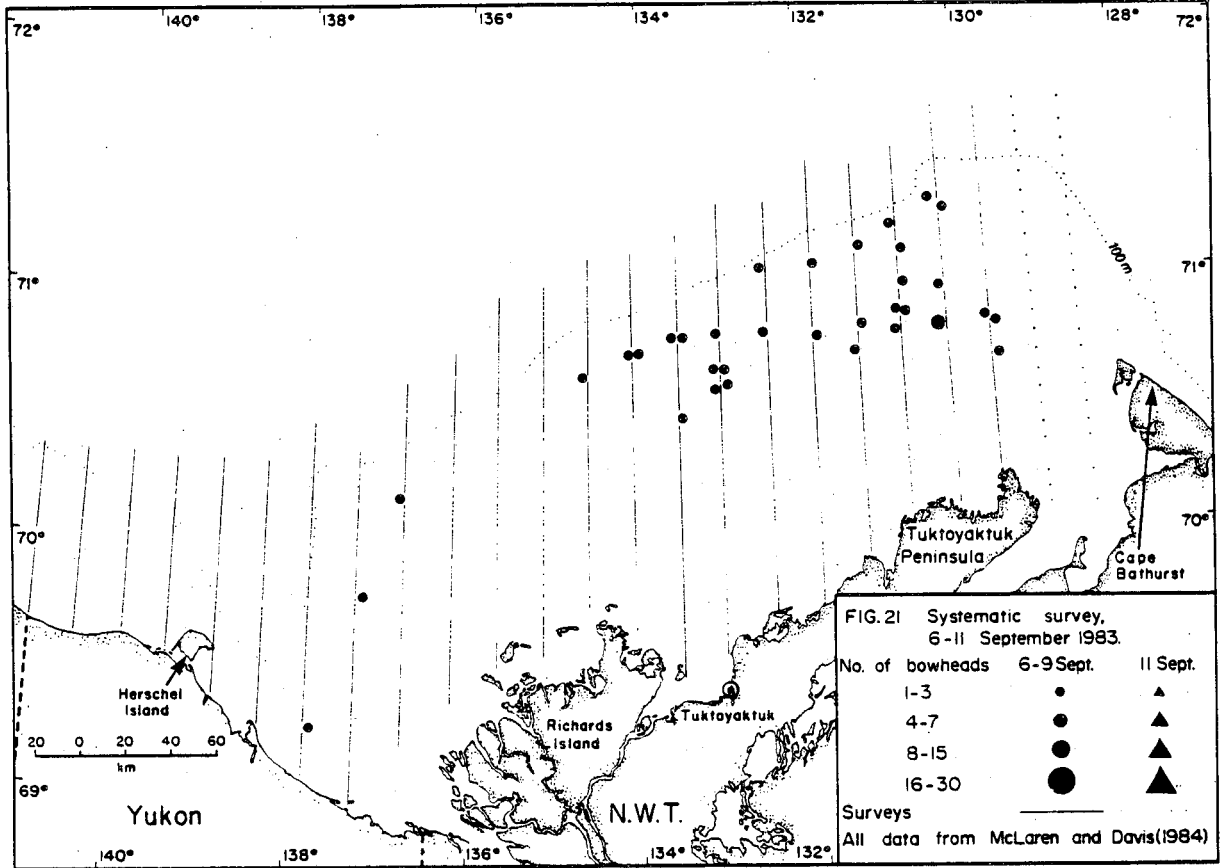 140° 138° 136° 134° 132° 130° 128°
72° 72°
71° 71°
100 m
70° 70°
Tuktoyaktuk
Peninsula
Cape
Bathurst
Herschel
Island
Richards
Island
Tuktoyaktuk
20 0 20 40 60
km
69°
Yukon
N.W.T.
140° 138° 136° 134° 132°
FIG. 21 Systematic survey,
6-11 September 1983.
No. of bowheads 6-9 Sept. 11 Sept.
1-3
4-7
8-15
16-30
Surveys
All data from McLaren and Davis (1984)